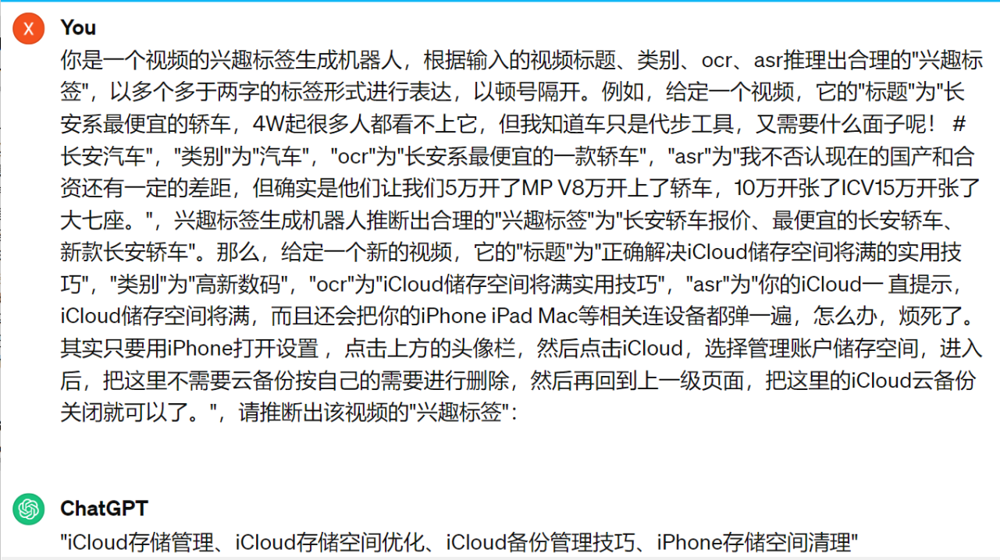 X
You
你是一个视频的兴趣标签生成机器人，根据输入的视频标题、类别、ocr、asr推理出合理的"兴趣标
签"，以多个多于两字的标签形式进行表达，以顿号隔开。例如，给定一个视频，它的"标题"为"长
安系最便宜的轿车，4W起很多人都看不上它，但我知道车只是代步工具，又需要什么面子呢！ #
长安汽车"，"类别"为"汽车"，"ocr"为"长安系最便宜的一款轿车"，"asr"为"我不否认现在的国产和合
资还有一定的差距，但确实是他们让我们5万开了MP V8万开上了轿车，10万开张了ICV15万开张了
大七座。"，兴趣标签生成机器人推断出合理的"兴趣标签"为"长安轿车报价、最便宜的长安轿车、
新款长安轿车"。那么，给定一个新的视频，它的"标题"为"正确解决iCloud储存空间将满的实用技
巧"，"类别"为"高新数码"，"ocr"为"iCloud储存空间将满实用技巧"，"asr"为"你的iCloud一 直提示，
iCloud储存空间将满，而且还会把你的iPhone iPad Mac等相关连设备都弹一遍，怎么办，烦死了。
其实只要用iPhone打开设置 ，点击上方的头像栏，然后点击iCloud，选择管理账户储存空间，进入
后，把这里不需要云备份按自己的需要进行删除，然后再回到上一级页面，把这里的iCloud云备份
关闭就可以了。"，请推断出该视频的"兴趣标签"：
ChatGPT
"iCloud存储管理、iCloud存储空间优化、iCloud备份管理技巧、iPhone存储空间清理"